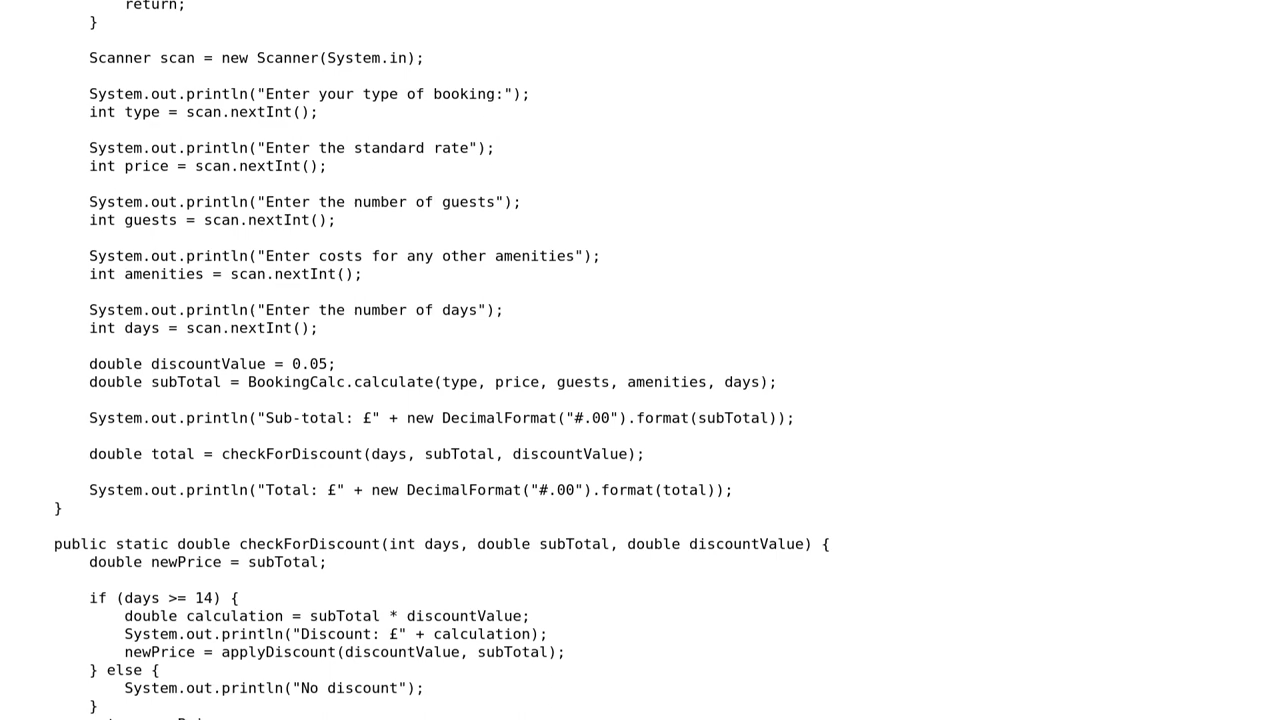 return;
}
Scanner scan = new Scanner(System.in);
System.out.println("Enter your type of booking:");
int type = scan.nextInt();
System.out.println("Enter the standard rate");
int price = scan.nextInt();
System.out.println("Enter the number of guests");
int guests = scan.nextInt();
System.out.println("Enter costs for any other amenities");
int amenities = scan.nextInt();
System.out.println("Enter the number of days");
int days = scan.nextInt();
double discountValue = 0.05;
double subTotal = BookingCalc.calculate(type, price, guests, amenities, days);
System.out.println("Sub-total: £" + new DecimalFormat("#.00").format(subTotal));
double total = checkForDiscount(days, subTotal, discountValue);
System.out.println("Total: £" + new DecimalFormat("#.00").format(total));
}
public static double checkForDiscount(int days, double subTotal, double discountValue) {
double newPrice = subTotal;
if (days >= 14) {
double calculation = subTotal * discountValue;
System.out.println("Discount: £" + calculation);
newPrice = applyDiscount(discountValue, subTotal);
} else {
System.out.println("No discount");
}